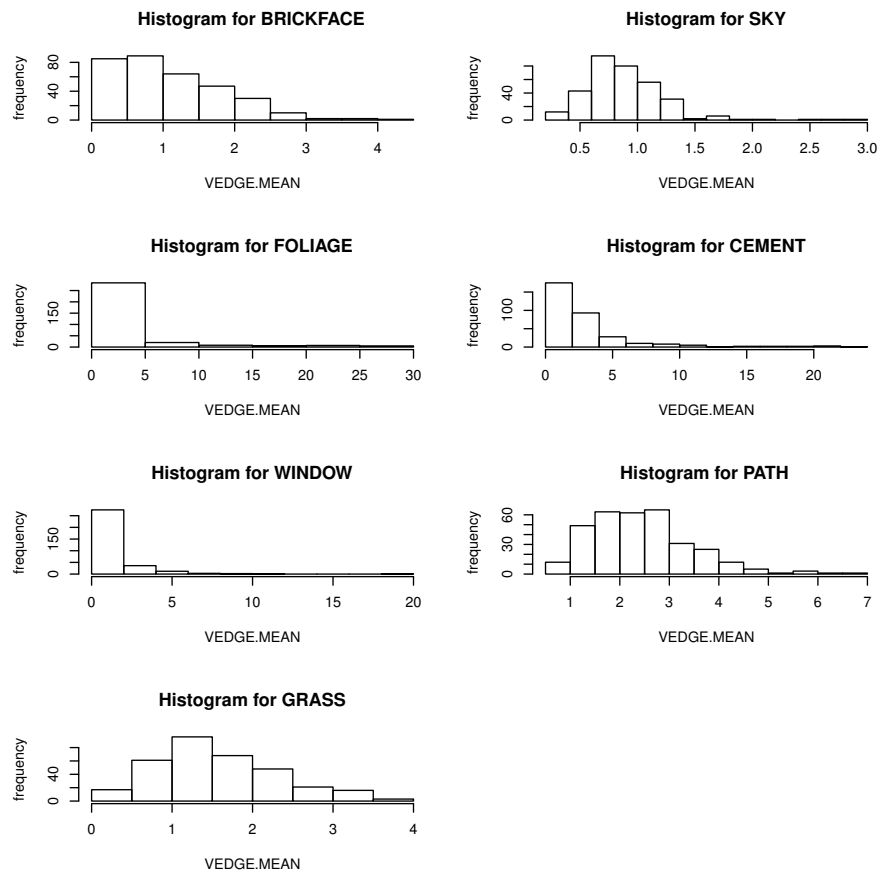 Histogram for BRICKFACE
frequency
80
40
0
0 1 2 3 4
VEDGE.MEAN
Histogram for SKY
frequency
40
0
0.5 1.0 1.5 2.0 2.5 3.0
VEDGE.MEAN
Histogram for FOLIAGE
frequency
150
0
0 5 10 15 20 25 30
VEDGE.MEAN
Histogram for CEMENT
frequency
100
0
0 5 10 20
VEDGE.MEAN
Histogram for WINDOW
frequency
150
0
0 5 10 15 20
VEDGE.MEAN
Histogram for PATH
frequency
60
30
0
1 2 3 4 5 6 7
VEDGE.MEAN
Histogram for GRASS
frequency
40
0
0 1 2 3 4
VEDGE.MEAN